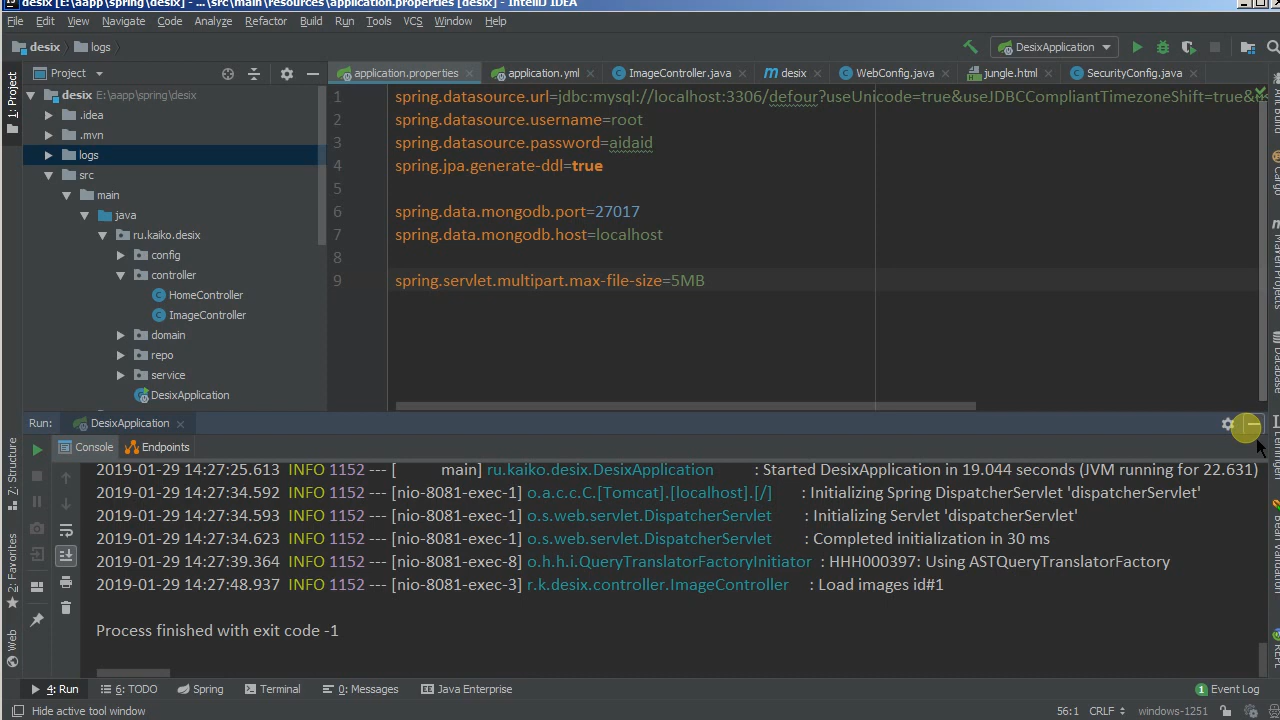 desix [E:\aapp\spring\desix] - ...\src\main\resources\application.properties [desix] - IntelliJ IDEA
File Edit View Navigate Code Analyze Refactor Build Run Tools VCS Window Help
desix logs DesixApplication
1: Project Project application.properties application.yml ImageController.java desix WebConfig.java jungle.html SecurityConfig.java Ant Build
desix E:\aapp\spring\desix
.idea
.mvn
logs
src
main
java
ru.kaiko.desix
config
controller
HomeController
ImageController
domain
repo
service
DesixApplication
1 spring.datasource.url=jdbc:mysql://localhost:3306/defour?useUnicode=true&useJDBCCompliantTimezoneShift=true&
2 spring.datasource.username=root
3 spring.datasource.password=aidaid
4 spring.jpa.generate-ddl=true
5
6 spring.data.mongodb.port=27017
7 spring.data.mongodb.host=localhost
8
9 spring.servlet.multipart.max-file-size=5MB
Maven Projects
Database
Run: DesixApplication
Console Endpoints
2019-01-29 14:27:25.613 INFO 1152 --- [ main] ru.kaiko.desix.DesixApplication : Started DesixApplication in 19.044 seconds (JVM running for 22.631)
2019-01-29 14:27:34.592 INFO 1152 --- [nio-8081-exec-1] o.a.c.c.C.[Tomcat].[localhost].[/] : Initializing Spring DispatcherServlet 'dispatcherServlet'
2019-01-29 14:27:34.593 INFO 1152 --- [nio-8081-exec-1] o.s.web.servlet.DispatcherServlet : Initializing Servlet 'dispatcherServlet'
2019-01-29 14:27:34.623 INFO 1152 --- [nio-8081-exec-1] o.s.web.servlet.DispatcherServlet : Completed initialization in 30 ms
2019-01-29 14:27:39.364 INFO 1152 --- [nio-8081-exec-8] o.h.h.i.QueryTranslatorFactoryInitiator : HHH000397: Using ASTQueryTranslatorFactory
2019-01-29 14:27:48.937 INFO 1152 --- [nio-8081-exec-3] r.k.desix.controller.ImageController : Load images id#1
Process finished with exit code -1
Z: Structure
2: Favorites
Web
Bean Validation
4: Run 6: TODO Spring Terminal 0: Messages Java Enterprise 1 Event Log
Hide active tool window 56:1 CRLF windows-1251